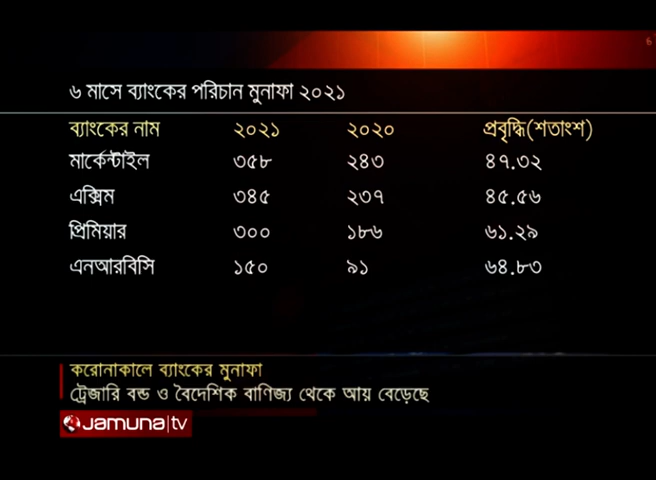 ৬ মাসে ব্যাংকের পরিচান মুনাফা ২০২১
ব্যাংকের নাম ২০২১ ২০২০ প্রবৃদ্ধি(শতাংশ)
মার্কেন্টাইল ৩৫৮ ২৪৩ ৪৭.৩২
এক্সিম ৩৪৫ ২৩৭ ৪৫.৫৬
প্রিমিয়ার ৩০০ ১৮৬ ৬১.২৯
এনআরবিসি ১৫০ ৯১ ৬৪.৮৩
করোনাকালে ব্যাংকের মুনাফা
ট্রেজারি বন্ড ও বৈদেশিক বাণিজ্য থেকে আয় বেড়েছে
Jamuna|tv